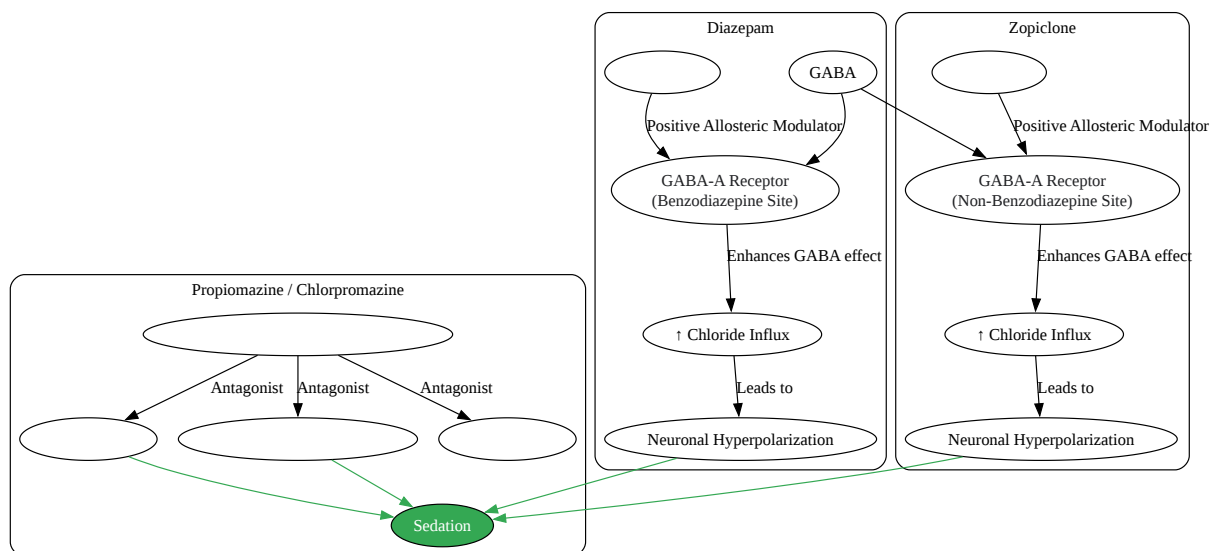 Diazepam
Zopiclone
GABA
Positive Allosteric Modulator
Positive Allosteric Modulator
GABA-A Receptor
(Benzodiazepine Site)
GABA-A Receptor
(Non-Benzodiazepine Site)
Enhances GABA effect
Enhances GABA effect
Propiomazine / Chlorpromazine
↑ Chloride Influx
↑ Chloride Influx
Antagonist
Antagonist
Antagonist
Leads to
Leads to
Neuronal Hyperpolarization
Neuronal Hyperpolarization
Sedation